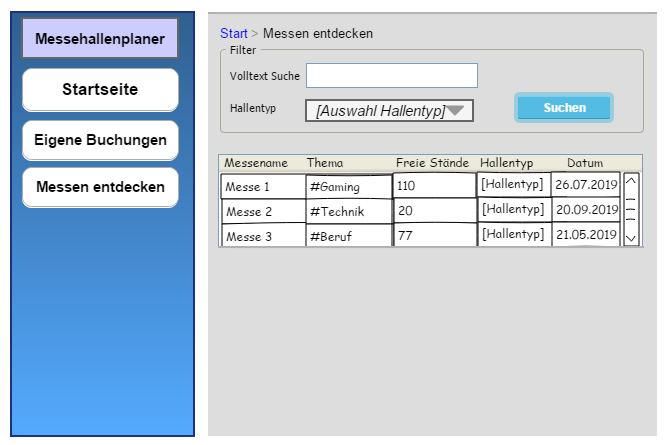 Messehallenplaner
Startseite
Eigene Buchungen
Messen entdecken
Start > Messen entdecken
Filter
Volltext Suche
Hallentyp [Auswahl Hallentyp] Suchen
Messename Thema Freie Stände Hallentyp Datum
Messe 1 #Gaming 110 [Hallentyp] 26.07.2019
Messe 2 #Technik 20 [Hallentyp] 20.09.2019
Messe 3 #Beruf 77 [Hallentyp] 21.05.2019